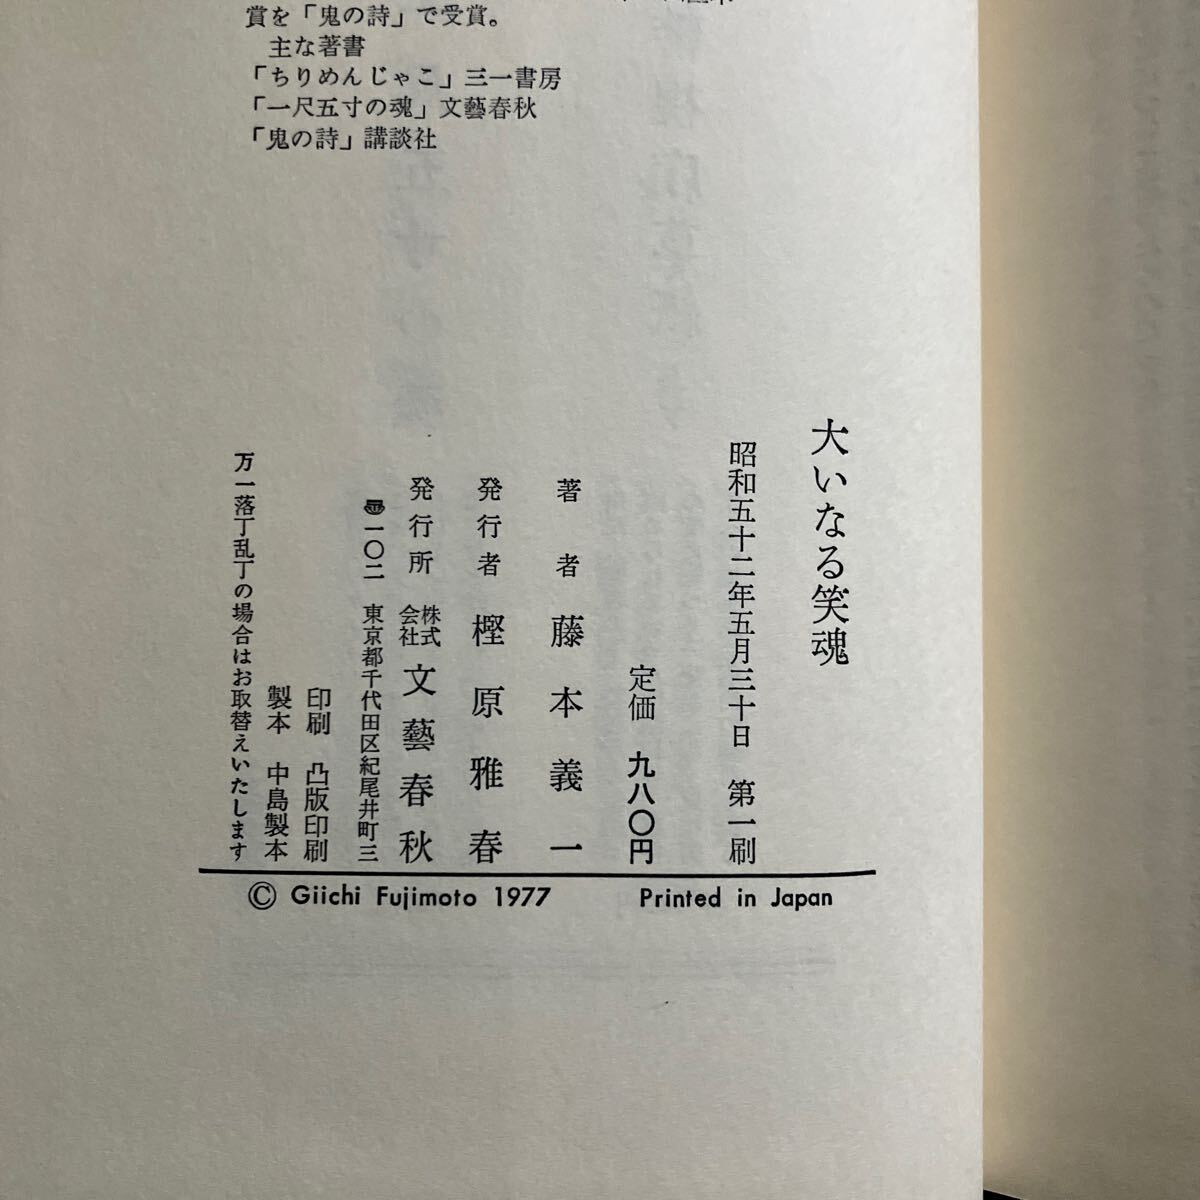 賞を「鬼の詩」で受賞。
主な著書
「ちりめんじゃこ」三一書房
「一尺五寸の魂」文藝春秋
「鬼の詩」講談社
大いなる笑魂
昭和五十二年五月三十日 第一刷
定価 九八〇円
著者 藤本義一
発行者 樫原雅春
発行所 株式会社 文藝春秋
〠一〇二 東京都千代田区紀尾井町三
印刷 凸版印刷
製本 中島製本
万一落丁乱丁の場合はお取替えいたします
© Giichi Fujimoto 1977 Printed in Japan